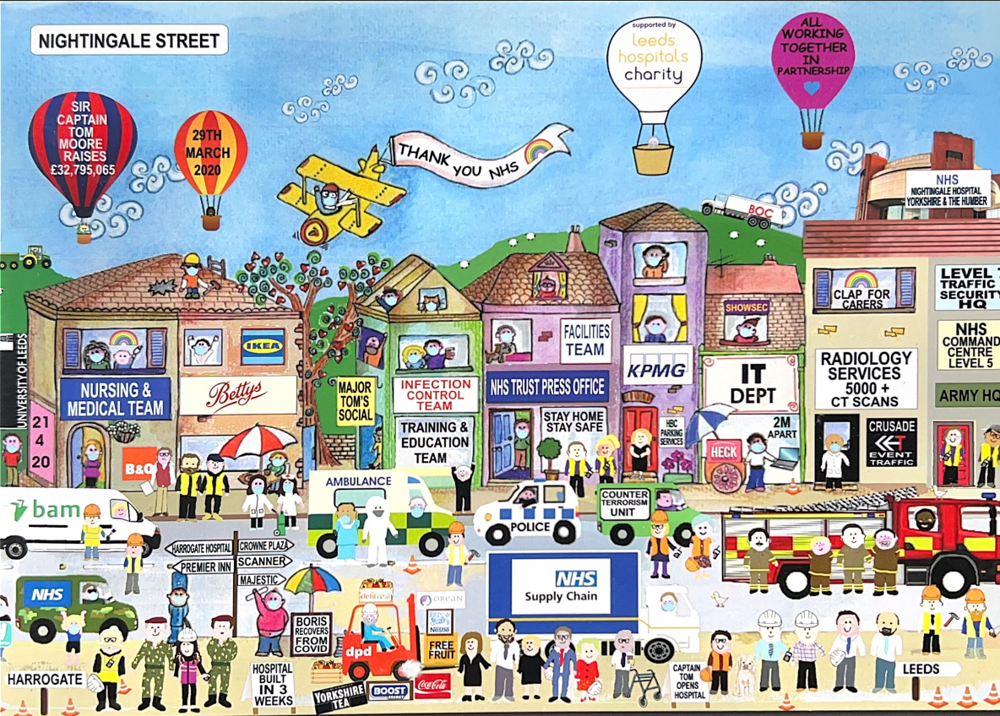 NIGHTINGALE STREET
supported by
leeds
hospitals
charity
ALL
WORKING
TOGETHER
IN
PARTNERSHIP
SIR
CAPTAIN
TOM
MOORE
RAISES
£32,795,065
29TH
MARCH
2020
THANK YOU NHS
BOC
NHS
NIGHTINGALE HOSPITAL
YORKSHIRE & THE HUMBER
CLAP FOR
CARERS
LEVEL 7
TRAFFIC &
SECURITY
HQ
SHOWSEC
IKEA
FACILITIES
TEAM
NHS
COMMAND
CENTRE
LEVEL 5
UNIVERSITY OF LEEDS
NURSING &
MEDICAL TEAM
Bettys
MAJOR
TOM'S
SOCIAL
INFECTION
CONTROL
TEAM
NHS TRUST PRESS OFFICE
KPMG
IT
DEPT
RADIOLOGY
SERVICES
5000 +
CT SCANS
ARMY HQ
21
4
20
TRAINING &
EDUCATION
TEAM
STAY HOME
STAY SAFE
HBC
PARKING
SERVICES
2M
APART
CRUSADE
EVENT
TRAFFIC
HECK
B&Q
AMBULANCE
bam
POLICE
COUNTER
TERRORISM
UNIT
HARROGATE HOSPITAL
CROWNE PLAZA
PREMIER INN
SCANNER
MAJESTIC
NHS
NHS
Supply Chain
delifresh
OREAN
Nestle
BORIS
RECOVERS
FROM
COVID
dpd
FREE
FRUIT
HARROGATE
HOSPITAL
BUILT
IN 3
WEEKS
YORKSHIRE
TEA
BOOST
ENERGY
Coca-Cola
CAPTAIN
TOM
OPENS
HOSPITAL
LEEDS